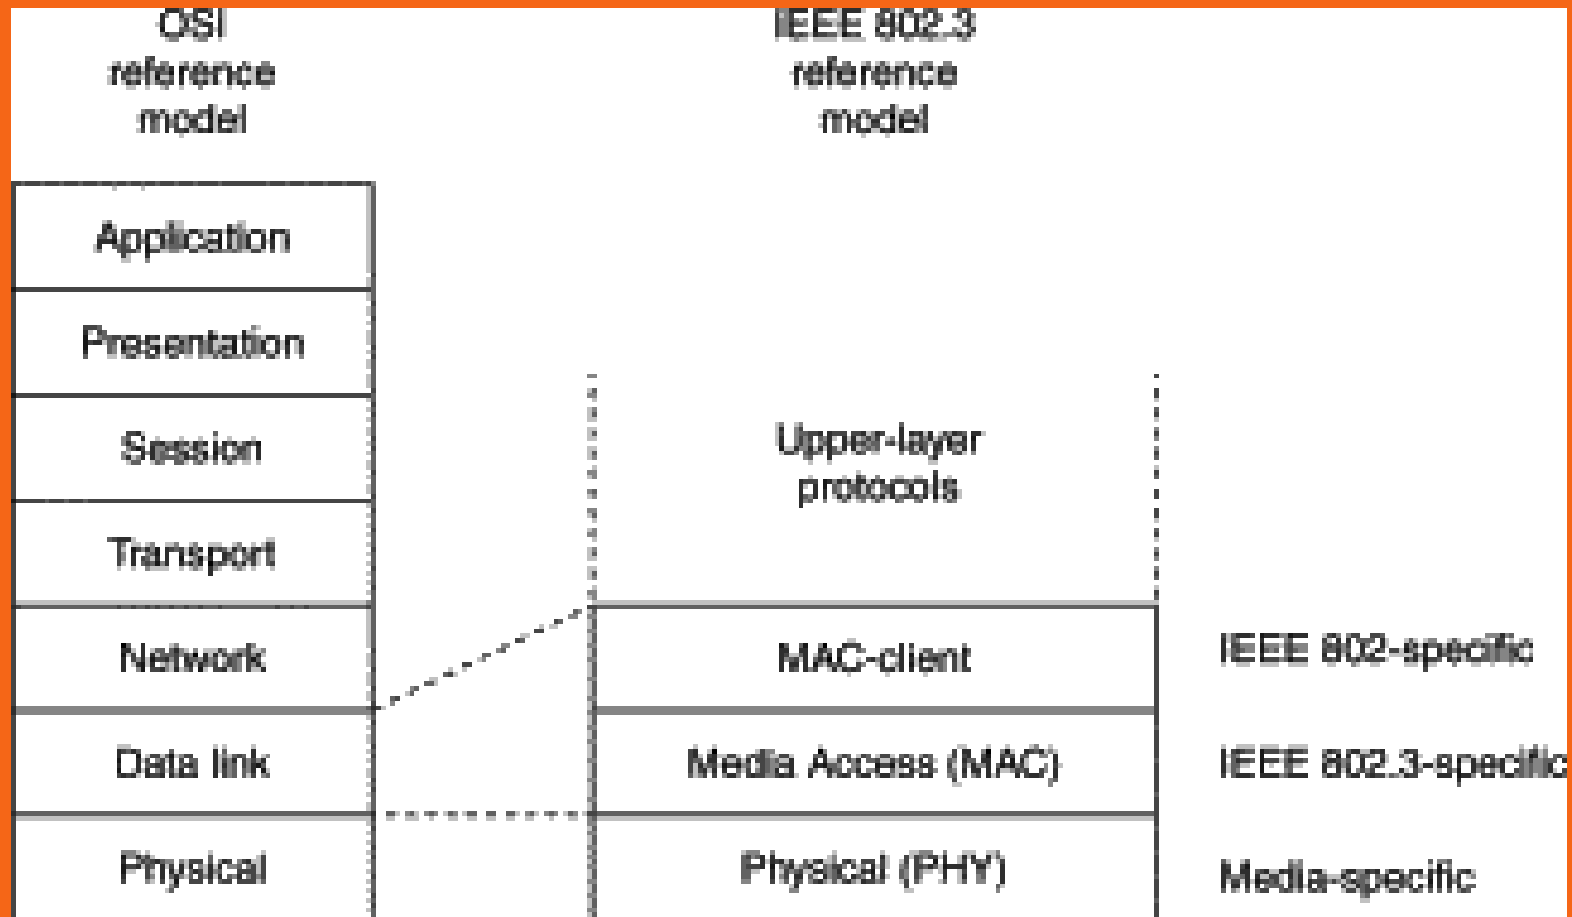 OSI
reference
model
IEEE 802.3
reference
model
Application
Presentation
Session
Transport
Network
Data link
Physical
Upper-layer
protocols
MAC-client
Media Access (MAC)
Physical (PHY)
IEEE 802-specific
IEEE 802.3-specific
Media-specific